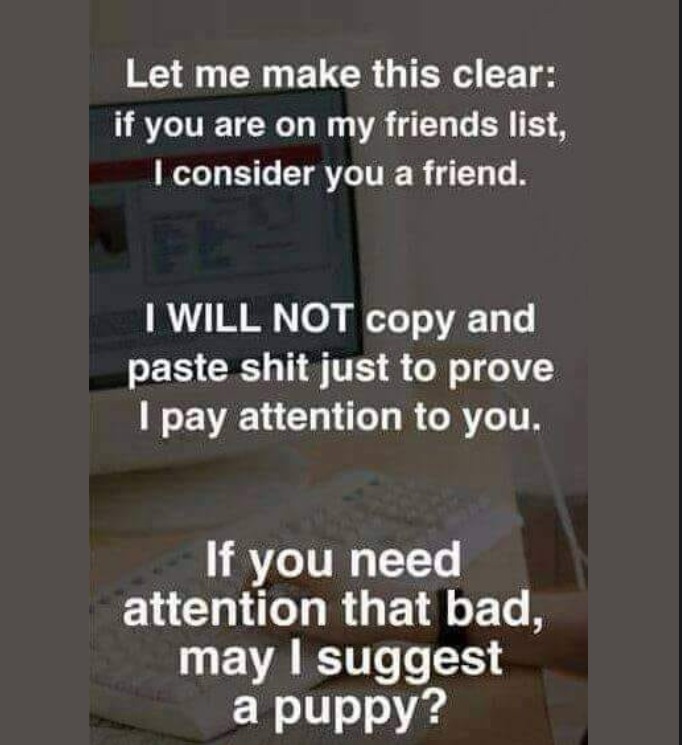 Let me make this clear:
if you are on my friends list,
I consider you a friend.
I WILL NOT copy and
paste shit just to prove
I pay attention to you.
If you need
attention that bad,
may I suggest
a puppy?